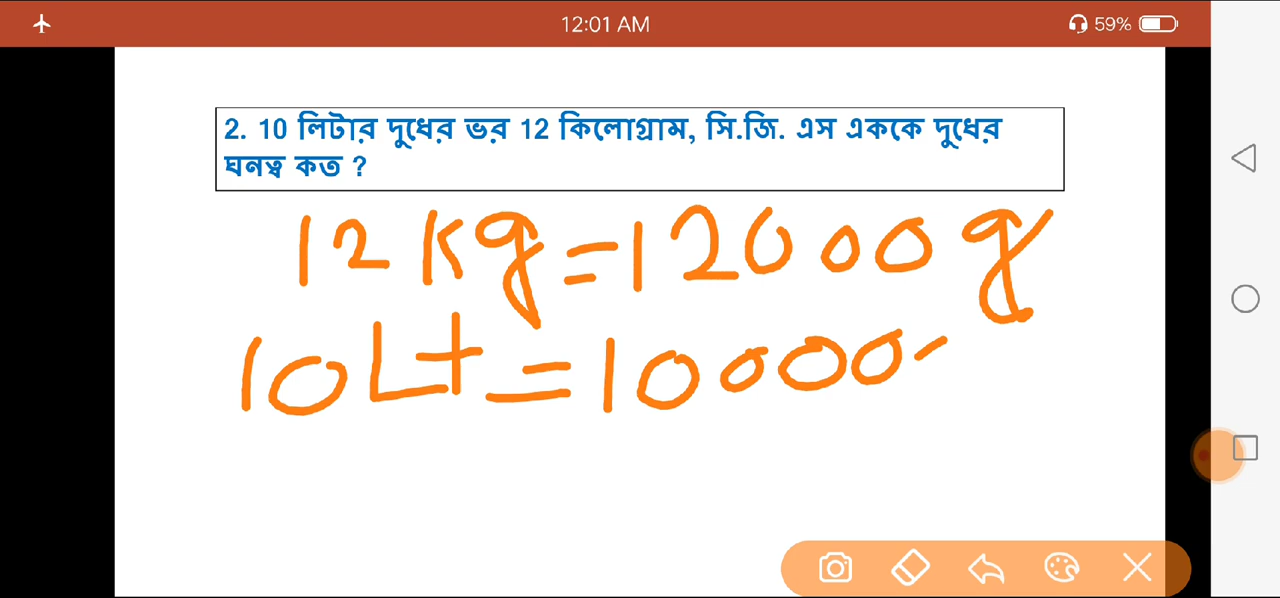 12:01 AM
59%
2. 10 লিটার দুধের ভর 12 কিলোগ্রাম, সি.জি. এস এককে দুধের
ঘনত্ব কত ?
12 Kg = 12000 g
10 Lt = 10000